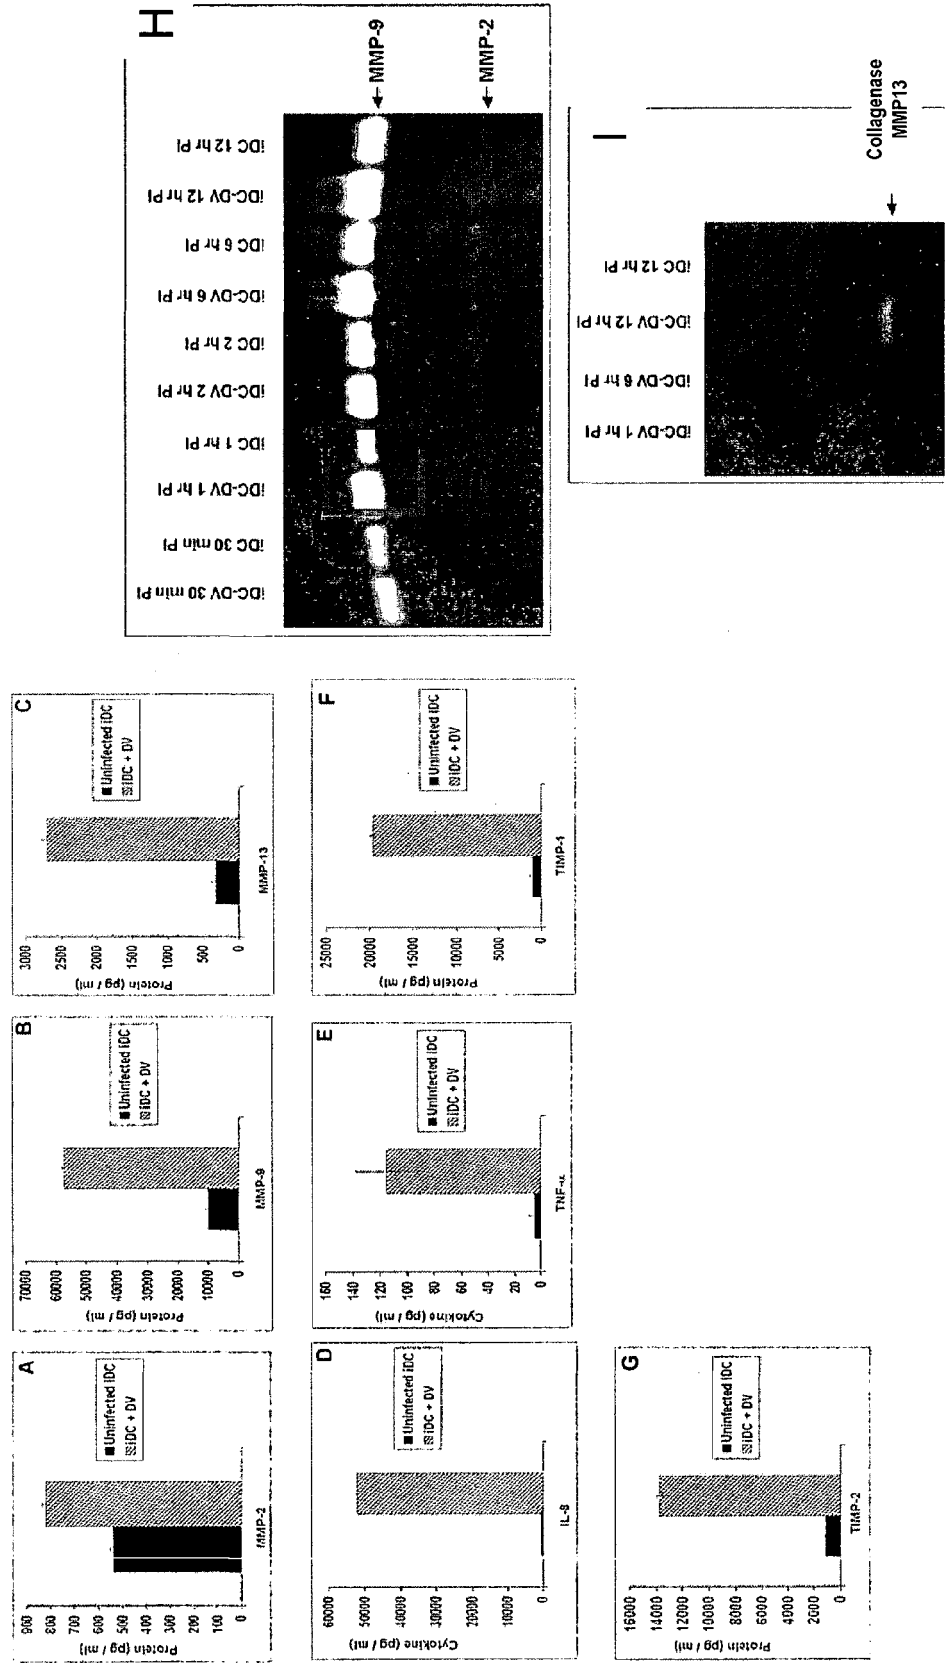 A
Protein (pg / ml)
900
800
700
600
500
400
300
200
100
0
Uninfected iDC
iDC + DV
MMP-2
B
Protein (pg / ml)
70000
60000
50000
40000
30000
20000
10000
0
Uninfected iDC
iDC + DV
MMP-9
C
Protein (pg / ml)
3000
2500
2000
1500
1000
500
0
Uninfected iDC
iDC + DV
MMP-13
D
Cytokine (pg / ml)
60000
50000
40000
30000
20000
10000
0
Uninfected iDC
iDC + DV
IL-8
E
Cytokine (pg / ml)
160
140
120
100
80
60
40
20
0
Uninfected iDC
iDC + DV
TNF-α
F
Protein (pg / ml)
25000
20000
15000
10000
5000
0
Uninfected iDC
iDC + DV
TIMP-1
G
Protein (pg / ml)
16000
14000
12000
10000
8000
6000
4000
2000
0
Uninfected iDC
iDC + DV
TIMP-2
H
iDC-DV 30 min PI
iDC 30 min PI
iDC-DV 1 hr PI
iDC 1 hr PI
iDC-DV 2 hr PI
iDC 2 hr PI
iDC-DV 6 hr PI
iDC 6 hr PI
iDC-DV 12 hr PI
iDC 12 hr PI
MMP-9
MMP-2
I
iDC-DV 1 hr PI
iDC-DV 6 hr PI
iDC-DV 12 hr PI
iDC 12 hr PI
Collagenase
MMP13